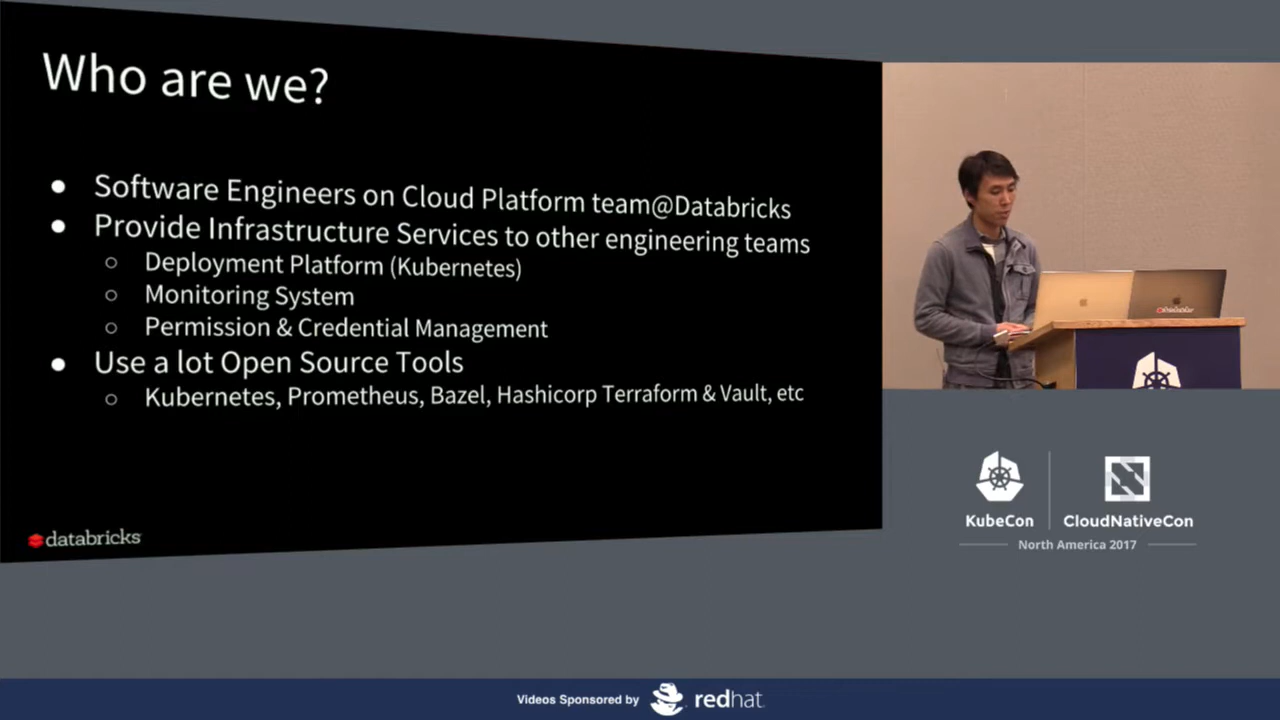 Who are we?
Software Engineers on Cloud Platform team@Databricks
Provide Infrastructure Services to other engineering teams
Deployment Platform (Kubernetes)
Monitoring System
Permission & Credential Management
Use a lot Open Source Tools
Kubernetes, Prometheus, Bazel, Hashicorp Terraform & Vault, etc
databricks
KubeCon
CloudNativeCon
North America 2017
Videos Sponsored by
redhat